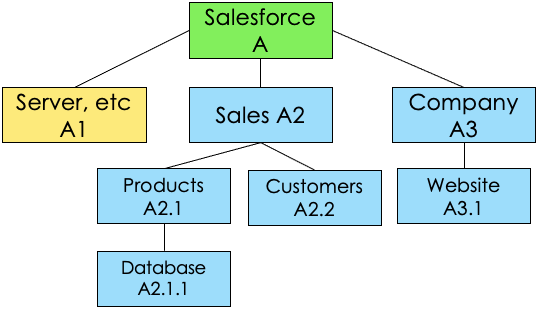 Salesforce
A
Server, etc
A1
Sales A2
Company
A3
Products
A2.1
Customers
A2.2
Website
A3.1
Database
A2.1.1